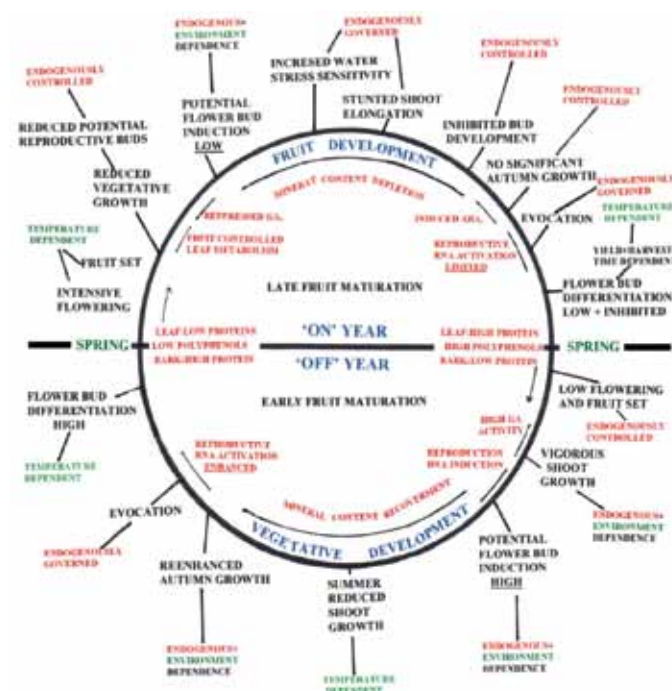 ENDOGENOUS+
ENVIRONMENT
DEPENDENCE
ENDOGENOUSLY
GOVERNED
ENDOGENOUSLY
CONTROLLED
ENDOGENOUSLY
CONTROLLED
INCRESED WATER
STRESS SENSITIVITY
POTENTIAL
FLOWER BUD
INDUCTION
LOW
STUNTED SHOOT
ELONGATION
ENDOGENOUSLY
CONTROLLED
REDUCED POTENTIAL
REPRODUCTIVE BUDS
INHIBITED BUD
DEVELOPMENT
FRUIT DEVELOPMENT
NO SIGNIFICANT
AUTUMN GROWTH
REDUCED
VEGETATIVE
GROWTH
MINERAL CONTENT DEPLETION
ENDOGENOUSLY
GOVERNED
EVOCATION
TEMPERATURE
DEPENDENT
REPRESSED GA,
INDUCED ABA,
TEMPERATURE
DEPENDENT
FRUIT CONTROLLED
LEAF METABOLISM
REPRODUCTIVE
RNA ACTIVATION
LIMITED
YIELD+HARVEST
TIME DEPENDENT
FRUIT SET
INTENSIVE
FLOWERING
LATE FRUIT MATURATION
FLOWER BUD
DIFFERENTIATION
LOW + INHIBITED
LEAF-LOW PROTEINS
LOW POLYPHENOLS
BARK-HIGH PROTEIN
'ON' YEAR
LEAF-HIGH PROTEIN
HIGH POLYPHENOLS
BARK-LOW PROTEIN
SPRING
SPRING
'OFF' YEAR
EARLY FRUIT MATURATION
LOW FLOWERING
AND FRUIT SET
FLOWER BUD
DIFFERENTIATION
HIGH
HIGH GA
ACTIVITY
ENDOGENOUSLY
CONTROLLED
REPRODUCTIVE
RNA ACTIVATION
ENHANCED
REPRODUCTION
INDUCTION
VIGOROUS
SHOOT
GROWTH
TEMPERATURE
DEPENDENT
MINERAL CONTENT RECOVERMENT
EVOCATION
VEGETATIVE DEVELOPMENT
ENDOGENOUS+
ENVIRONMENT
DEPENDENCE
ENDOGENOUSLY
GOVERNED
REENHANCED
AUTUMN GROWTH
SUMMER
REDUCED
SHOOT
GROWTH
POTENTIAL
FLOWER BUD
INDUCTION
HIGH
ENDOGENOUS+
ENVIRONMENT
DEPENDENCE
TEMPERATURE
DEPENDENT
ENDOGENOUS+
ENVIRONMENT
DEPENDENCE